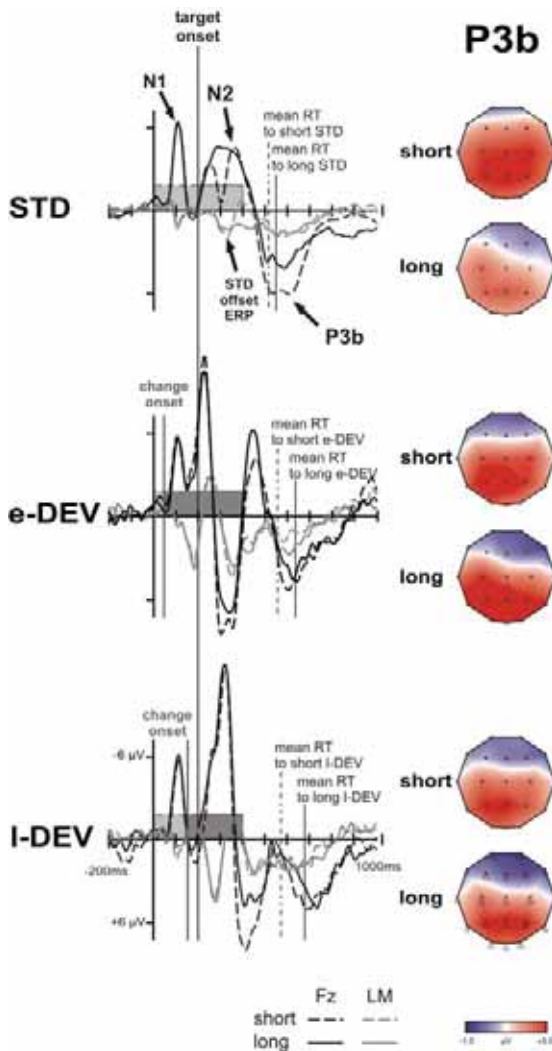 target
onset
P3b
N1
N2
mean RT
to short STD
mean RT
to long STD
short
STD
STD
offset
ERP
P3b
long
change
onset
mean RT
to short e-DEV
mean RT
to long e-DEV
short
e-DEV
long
change
onset
-6 µV
mean RT
to short l-DEV
mean RT
to long l-DEV
short
l-DEV
-200ms
1000ms
+6 µV
long
Fz LM
short
long
µV